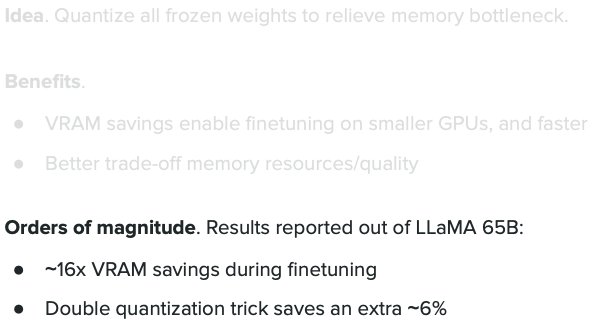 Idea. Quantize all frozen weights to relieve memory bottleneck.
Benefits.
● VRAM savings enable finetuning on smaller GPUs, and faster
● Better trade-off memory resources/quality
Orders of magnitude. Results reported out of LLaMA 65B:
● ~16x VRAM savings during finetuning
● Double quantization trick saves an extra ~6%